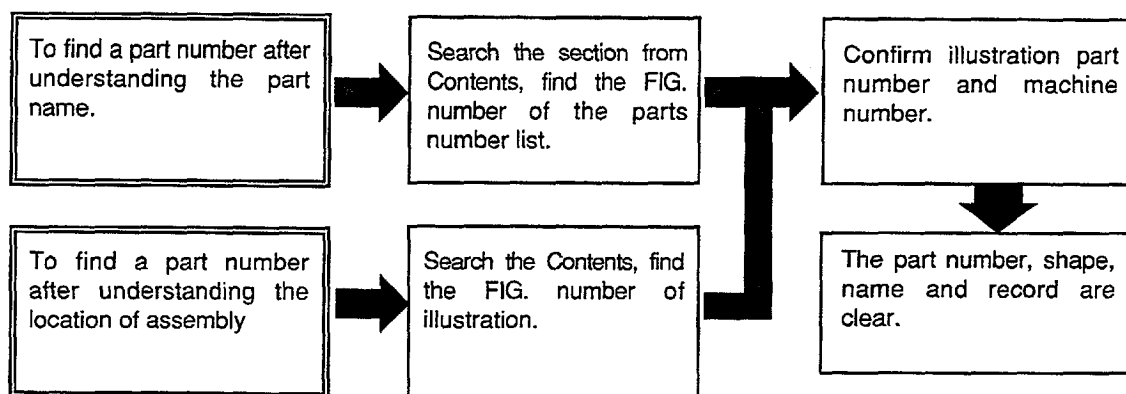 To find a part number after
understanding the part
name.
Search the section from
Contents, find the FIG.
number of the parts
number list.
Confirm illustration part
number and machine
number.
To find a part number
after understanding the
location of assembly
Search the Contents, find
the FIG. number of
illustration.
The part number, shape,
name and record are
clear.